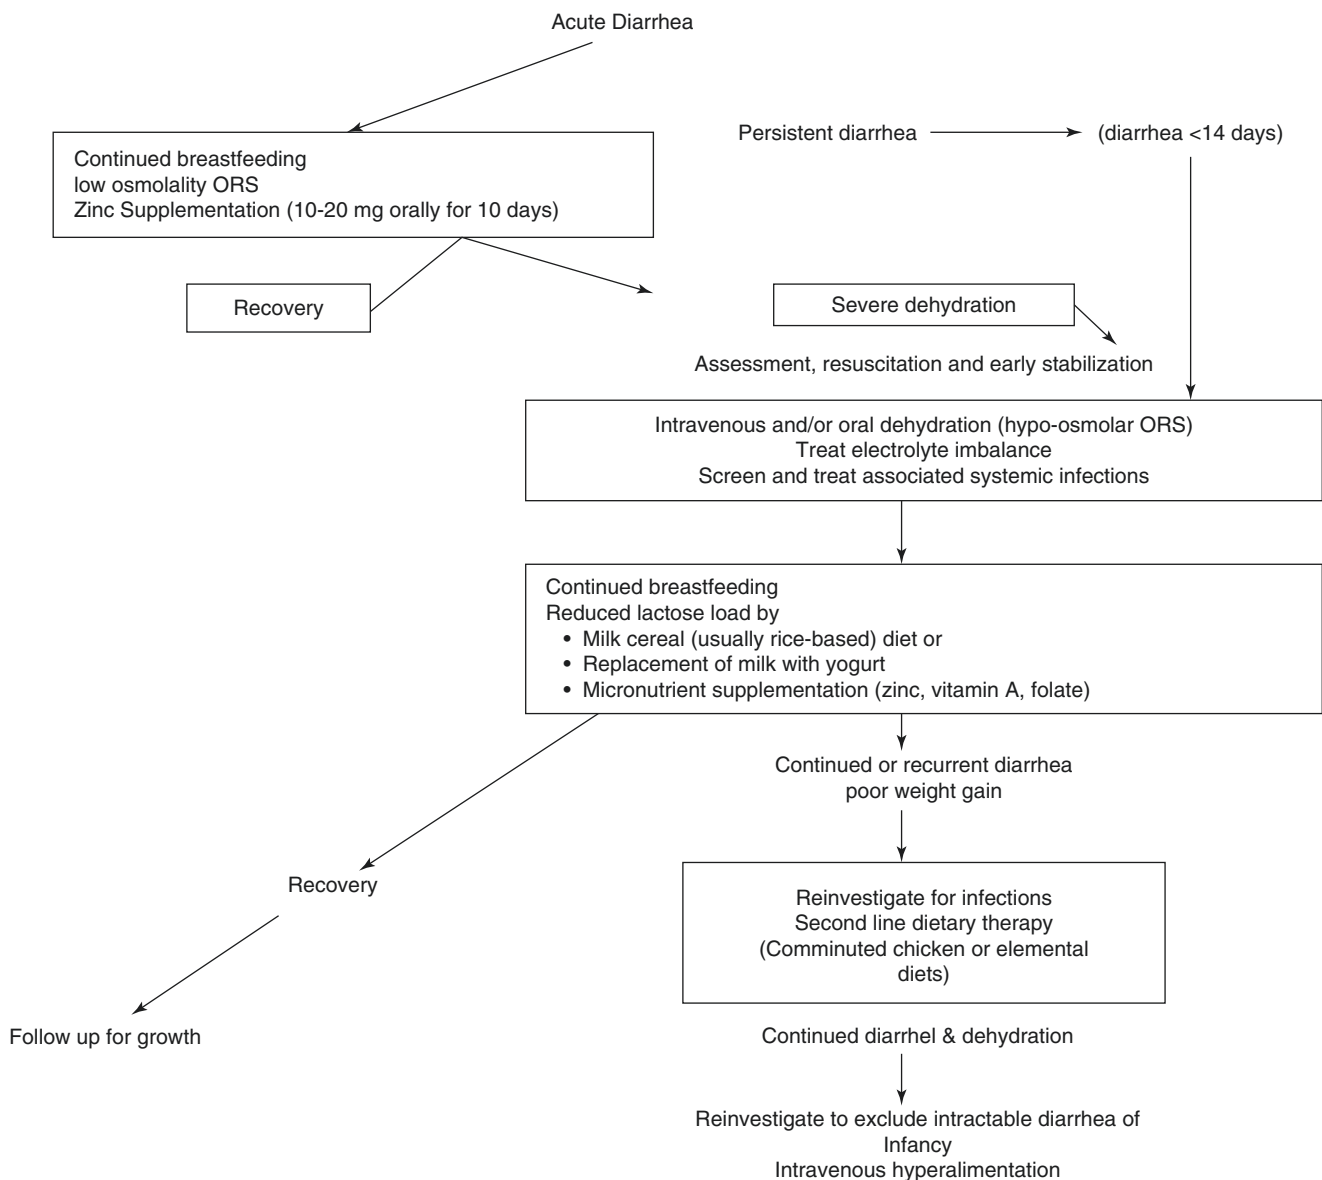 Acute Diarrhea
Continued breastfeeding
low osmolality ORS
Zinc Supplementation (10-20 mg orally for 10 days)
Persistent diarrhea
(diarrhea <14 days)
Recovery
Severe dehydration
Assessment, resuscitation and early stabilization
Intravenous and/or oral dehydration (hypo-osmolar ORS)
Treat electrolyte imbalance
Screen and treat associated systemic infections
Continued breastfeeding
Reduced lactose load by
• Milk cereal (usually rice-based) diet or
• Replacement of milk with yogurt
• Micronutrient supplementation (zinc, vitamin A, folate)
Continued or recurrent diarrhea
poor weight gain
Recovery
Reinvestigate for infections
Second line dietary therapy
(Comminuted chicken or elemental
diets)
Follow up for growth
Continued diarrhel & dehydration
Reinvestigate to exclude intractable diarrhea of
Infancy
Intravenous hyperalimentation